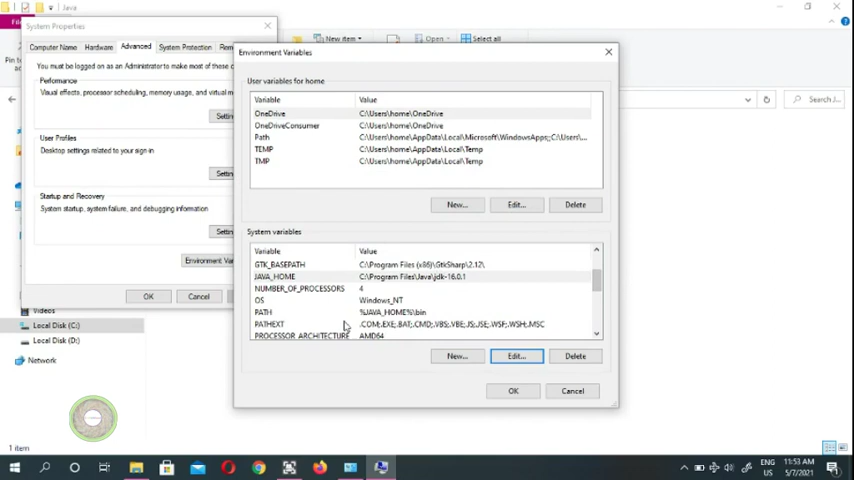 Java
System Properties
Computer Name Hardware Advanced System Protection
You must be logged on as an Administrator to make most of these
Performance
Visual effects, processor scheduling, memory usage, and virtual m
User Profiles
Desktop settings related to your sign-in
Startup and Recovery
System startup, system failure, and debugging information
OK Cancel
Environment Variables
User variables for home
Variable Value
OneDrive C:\Users\home\OneDrive
OneDriveConsumer C:\Users\home\OneDrive
Path C:\Users\home\AppData\Local\Microsoft\WindowsApps;;C:\Users\...
TEMP C:\Users\home\AppData\Local\Temp
TMP C:\Users\home\AppData\Local\Temp
New... Edit... Delete
System variables
Variable Value
GTK_BASEPATH C:\Program Files (x86)\GtkSharp\2.12\
JAVA_HOME C:\Program Files\Java\jdk-16.0.1
NUMBER_OF_PROCESSORS 4
OS Windows_NT
PATH %JAVA_HOME%\bin
PATHEXT .COM;.EXE;.BAT;.CMD;.VBS;.VBE;.JS;.JSE;.WSF;.WSH;.MSC
PROCESSOR_ARCHITECTURE AMD64
New... Edit... Delete
OK Cancel
New item
Open
Select all
Search J...
Videos
Local Disk (C:)
Local Disk (D:)
Network
1 item
ENG
US
11:53 AM
5/7/2021